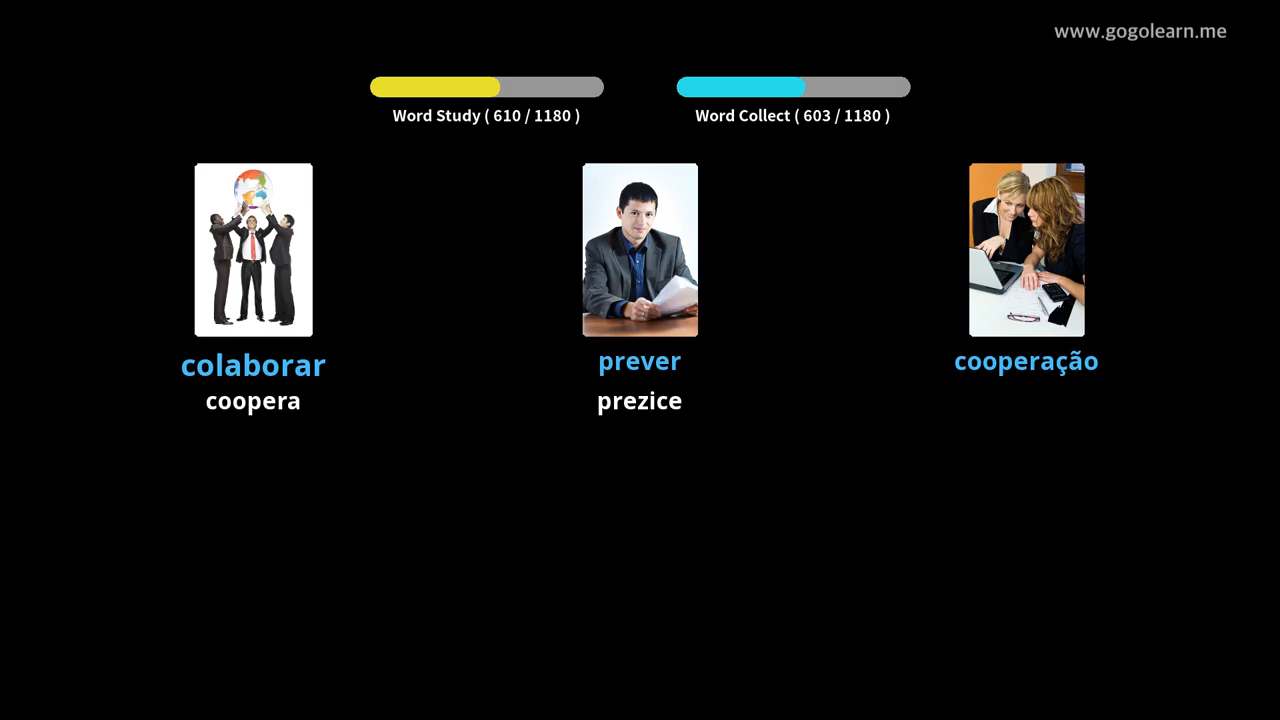 www.gogolearn.me
Word Study ( 610 / 1180 )
Word Collect ( 603 / 1180 )
colaborar
coopera
prever
prezice
cooperação